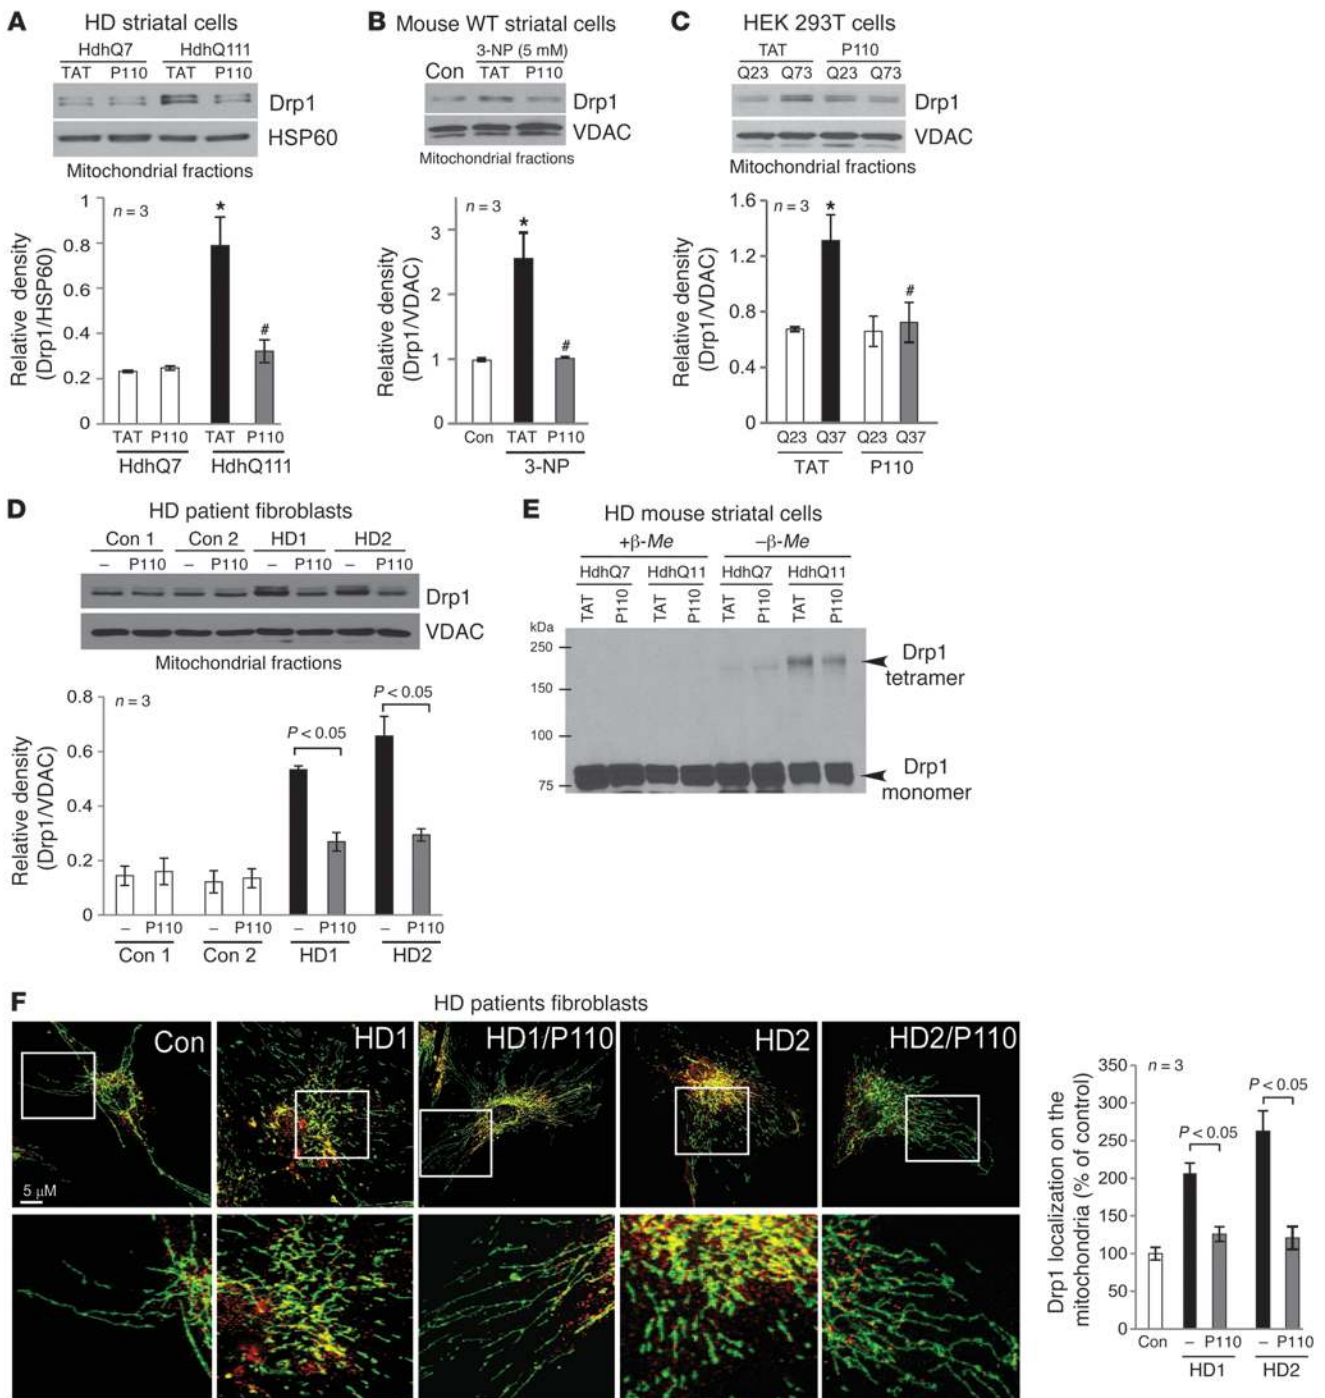 A HD striatal cells
HdhQ7 HdhQ111
TAT P110 TAT P110
Drp1
HSP60
Mitochondrial fractions
n = 3
1
0.8
0.6
0.4
0.2
0
Relative density
(Drp1/HSP60)
*
#
TAT P110 TAT P110
HdhQ7 HdhQ111
B Mouse WT striatal cells
3-NP (5 mM)
Con TAT P110
Drp1
VDAC
Mitochondrial fractions
n = 3
3
2
1
0
Relative density
(Drp1/VDAC)
*
#
Con TAT P110
3-NP
C HEK 293T cells
TAT P110
Q23 Q73 Q23 Q73
Drp1
VDAC
Mitochondrial fractions
1.6
n = 3
1.2
0.8
0.4
0
Relative density
(Drp1/VDAC)
*
#
Q23 Q37 Q23 Q37
TAT P110
D HD patient fibroblasts
Con 1 Con 2 HD1 HD2
– P110 – P110 – P110 – P110
Drp1
VDAC
Mitochondrial fractions
0.8
n = 3
0.6
0.4
0.2
0
Relative density
(Drp1/VDAC)
P < 0.05
P < 0.05
– P110 – P110 – P110 – P110
Con 1 Con 2 HD1 HD2
E HD mouse striatal cells
+β-Me –β-Me
HdhQ7 HdhQ11 HdhQ7 HdhQ11
TAT P110 TAT P110 TAT P110 TAT P110
kDa
250
150
100
75
Drp1
tetramer
Drp1
monomer
F HD patients fibroblasts
Con HD1 HD1/P110 HD2 HD2/P110
5 μM
350
n = 3
300
250
200
150
100
50
0
Drp1 localization on the
mitochondria (% of control)
P < 0.05
P < 0.05
Con – P110 – P110
HD1 HD2